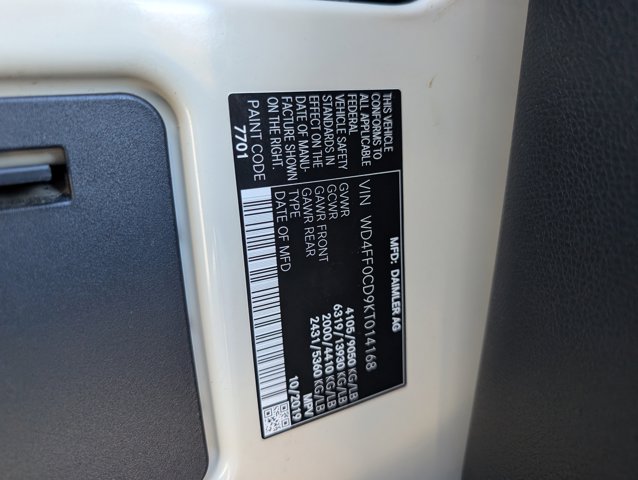 MFD: DAIMLER AG
VIN WD4FF0CD9KT014168
THIS VEHICLE
CONFORMS TO
ALL APPLICABLE
FEDERAL
VEHICLE SAFETY
STANDARDS IN
EFFECT ON THE
DATE OF MANU-
FACTURE SHOWN
ON THE RIGHT.
PAINT CODE
7701
GVWR 4105/9050 KG/LB
GCWR 6319/13930 KG/LB
GAWR FRONT 2000/4410 KG/LB
GAWR REAR 2431/5360 KG/LB
TYPE MPV
DATE OF MFD 10/2019